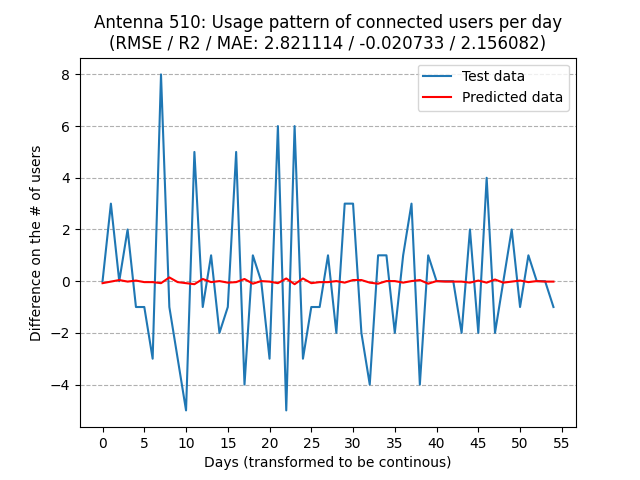 Antenna 510: Usage pattern of connected users per day
(RMSE / R2 / MAE: 2.821114 / -0.020733 / 2.156082)
Test data
Predicted data
Difference on the # of users
8
6
4
2
0
−2
−4
0 5 10 15 20 25 30 35 40 45 50 55
Days (transformed to be continous)